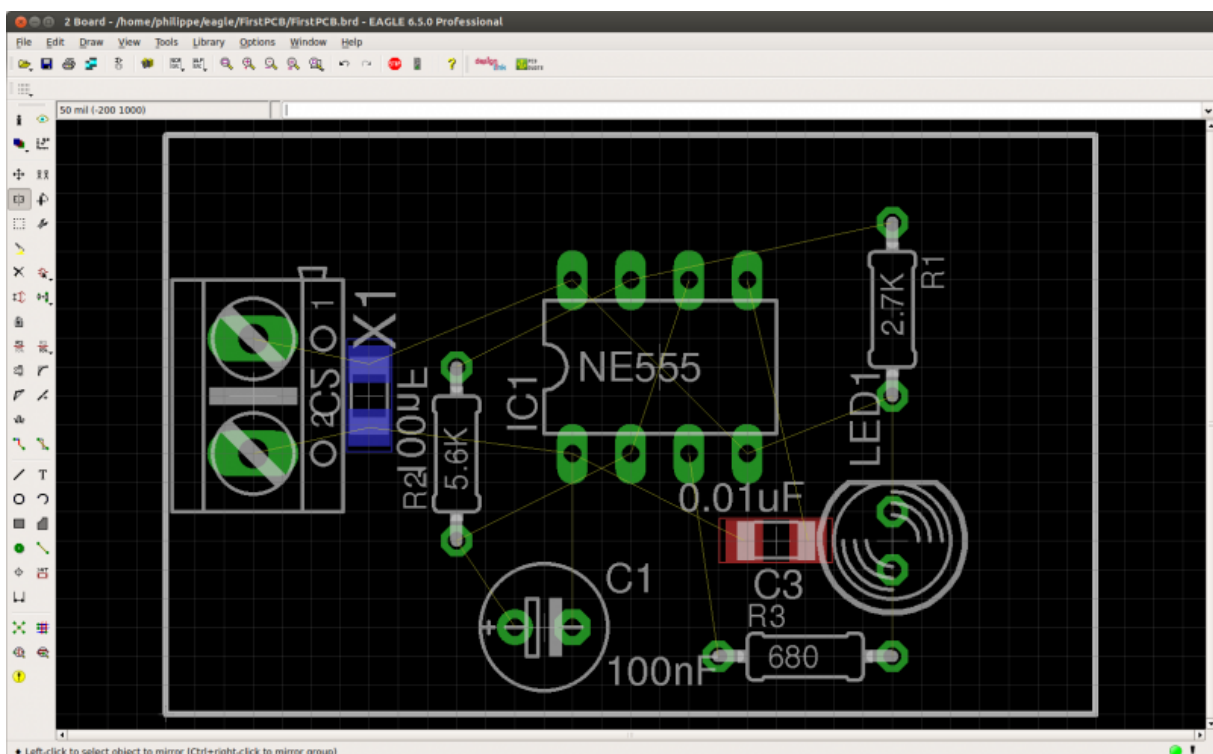 2 Board - /home/philippe/eagle/FirstPCB/FirstPCB.brd - EAGLE 6.5.0 Professional
File Edit Draw View Tools Library Options Window Help
50 mil (-200 1000)
X1
1
2
C2
100uF
R2
5.6K
IC1
NE555
R1
2.7K
LED1
0.01uF
C3
C1
100nF
R3
680
Left-click to select object to mirror (Ctrl+right-click to mirror group)